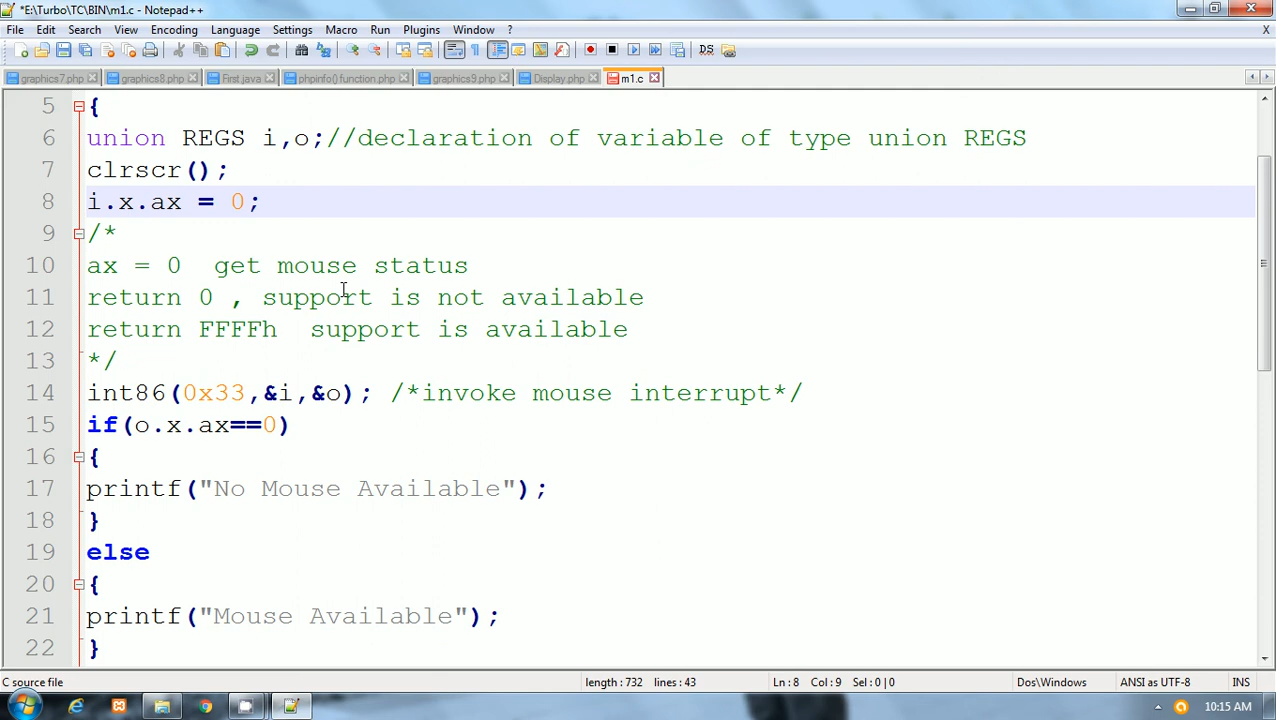 *E:\Turbo\TC\BIN\m1.c - Notepad++
File Edit Search View Encoding Language Settings Macro Run Plugins Window ? X
graphics7.php graphics8.php First.java phpinfo() function.php graphics9.php Display.php m1.c
5 {
6 union REGS i,o;//declaration of variable of type union REGS
7 clrscr();
8 i.x.ax = 0;
9 /*
10 ax = 0  get mouse status
11 return 0 , support is not available
12 return FFFFh  support is available
13 */
14 int86(0x33,&i,&o); /*invoke mouse interrupt*/
15 if(o.x.ax==0)
16 {
17 printf("No Mouse Available");
18 }
19 else
20 {
21 printf("Mouse Available");
22 }
C source file length : 732 lines : 43 Ln : 8 Col : 9 Sel : 0 | 0 Dos\Windows ANSI as UTF-8 INS
10:15 AM